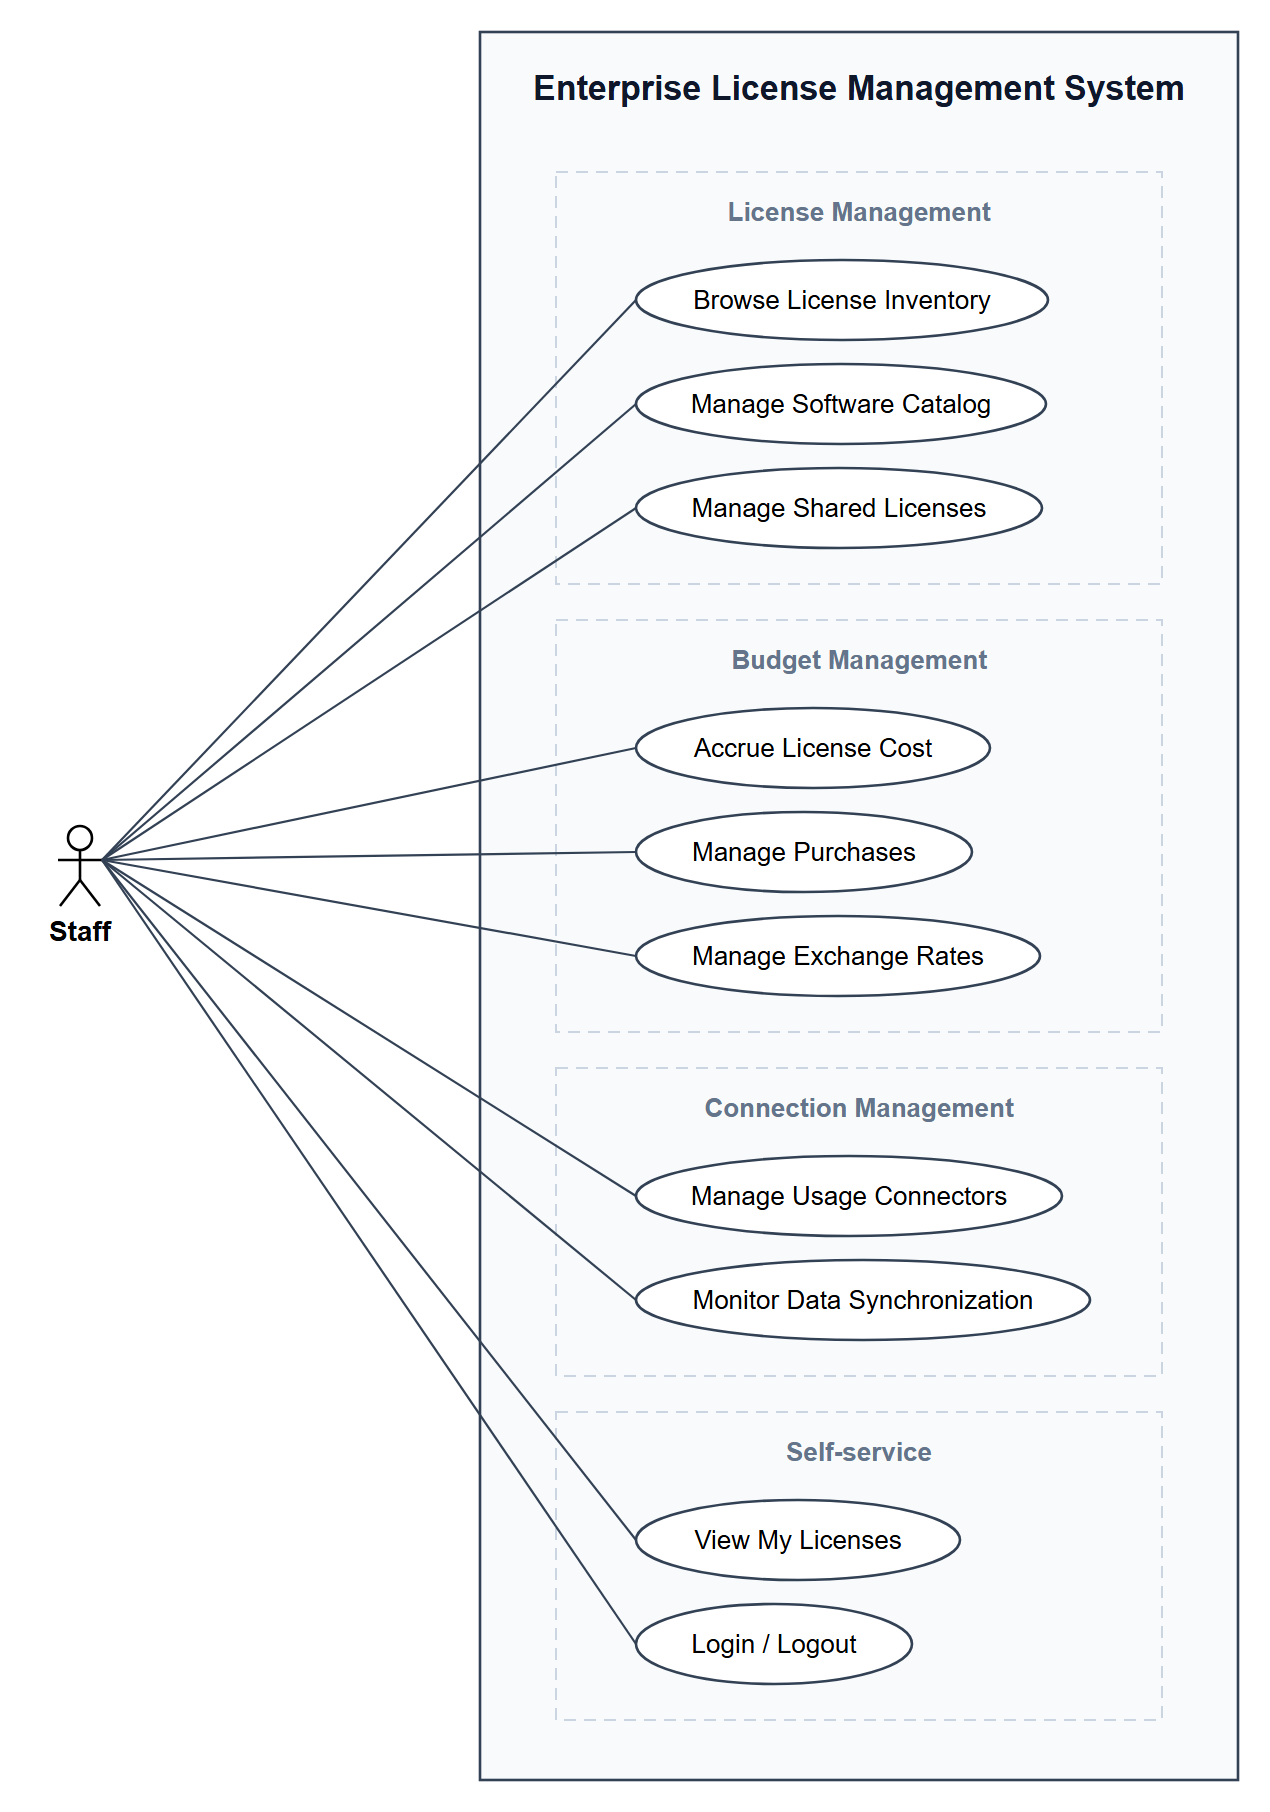 Enterprise License Management System
License Management
Browse License Inventory
Manage Software Catalog
Manage Shared Licenses
Budget Management
Accrue License Cost
Manage Purchases
Manage Exchange Rates
Staff
Connection Management
Manage Usage Connectors
Monitor Data Synchronization
Self-service
View My Licenses
Login / Logout